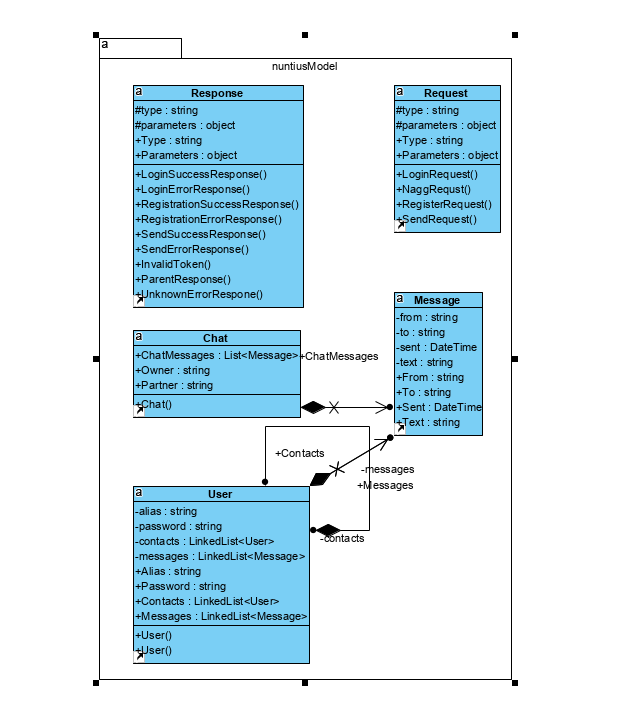 a
nuntiusModel
a
Response
#type : string
#parameters : object
+Type : string
+Parameters : object
+LoginSuccessResponse()
+LoginErrorResponse()
+RegistrationSuccessResponse()
+RegistrationErrorResponse()
+SendSuccessResponse()
+SendErrorResponse()
+InvalidToken()
+ParentResponse()
+UnknownErrorRespone()
a
Request
#type : string
#parameters : object
+Type : string
+Parameters : object
+LoginRequest()
+NaggRequst()
+RegisterRequest()
+SendRequest()
a
Message
-from : string
-to : string
-sent : DateTime
-text : string
+From : string
+To : string
+Sent : DateTime
+Text : string
a
Chat
+ChatMessages : List<Message>
+Owner : string
+Partner : string
+Chat()
+ChatMessages
+Contacts
-messages
+Messages
-contacts
a
User
-alias : string
-password : string
-contacts : LinkedList<User>
-messages : LinkedList<Message>
+Alias : string
+Password : string
+Contacts : LinkedList<User>
+Messages : LinkedList<Message>
+User()
+User()